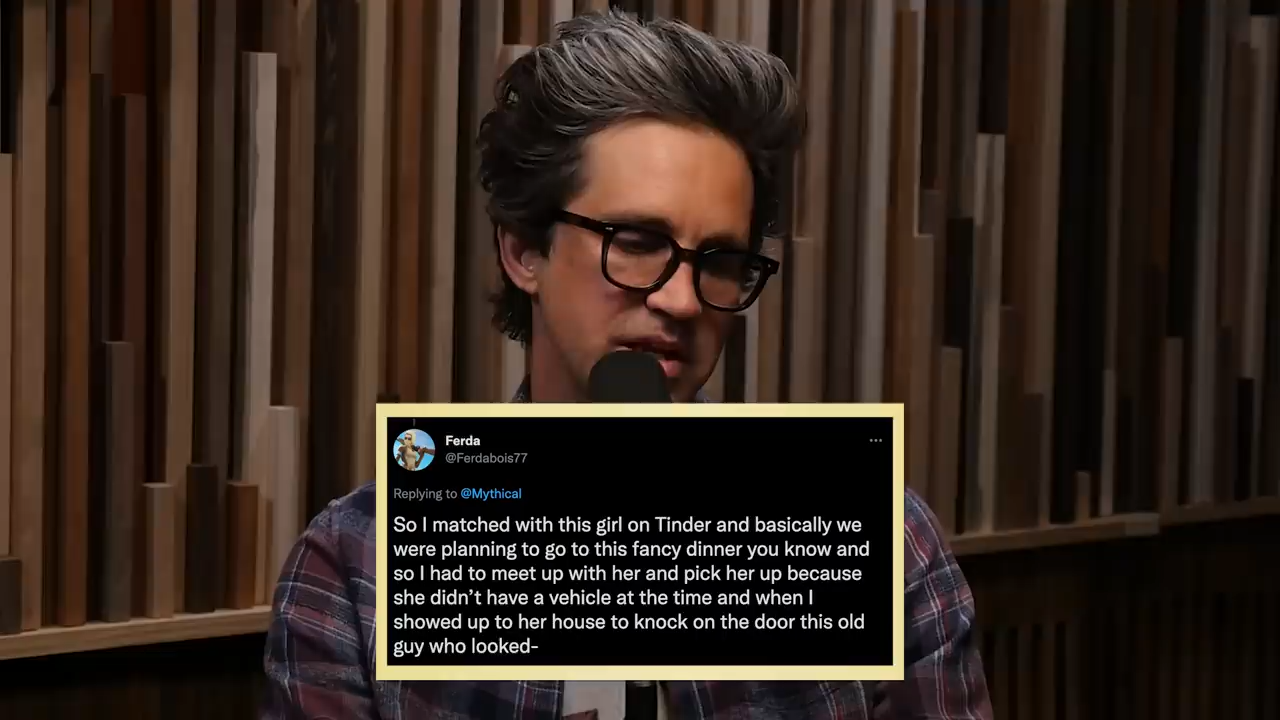 Ferda
@Ferdabois77
Replying to @Mythical
So I matched with this girl on Tinder and basically we
were planning to go to this fancy dinner you know and
so I had to meet up with her and pick her up because
she didn’t have a vehicle at the time and when I
showed up to her house to knock on the door this old
guy who looked-